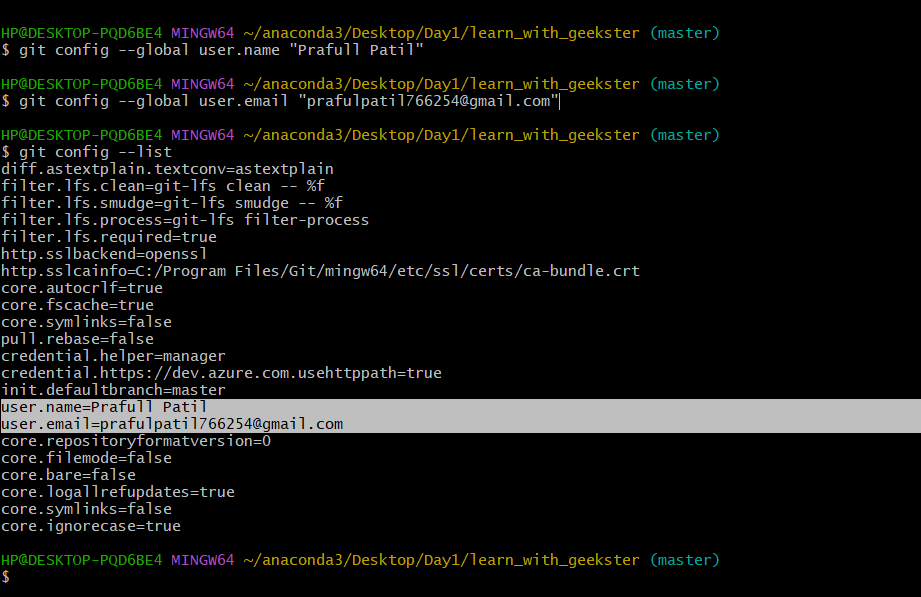 HP@DESKTOP-PQD6BE4 MINGW64 ~/anaconda3/Desktop/Day1/learn_with_geekster (master)
$ git config --global user.name "Prafull Patil"
HP@DESKTOP-PQD6BE4 MINGW64 ~/anaconda3/Desktop/Day1/learn_with_geekster (master)
$ git config --global user.email "prafulpatil766254@gmail.com"
HP@DESKTOP-PQD6BE4 MINGW64 ~/anaconda3/Desktop/Day1/learn_with_geekster (master)
$ git config --list
diff.astextplain.textconv=astextplain
filter.lfs.clean=git-lfs clean -- %f
filter.lfs.smudge=git-lfs smudge -- %f
filter.lfs.process=git-lfs filter-process
filter.lfs.required=true
http.sslbackend=openssl
http.sslcainfo=C:/Program Files/Git/mingw64/etc/ssl/certs/ca-bundle.crt
core.autocrlf=true
core.fscache=true
core.symlinks=false
pull.rebase=false
credential.helper=manager
credential.https://dev.azure.com.usehttppath=true
init.defaultbranch=master
user.name=Prafull Patil
user.email=prafulpatil766254@gmail.com
core.repositoryformatversion=0
core.filemode=false
core.bare=false
core.logallrefupdates=true
core.symlinks=false
core.ignorecase=true
HP@DESKTOP-PQD6BE4 MINGW64 ~/anaconda3/Desktop/Day1/learn_with_geekster (master)
$